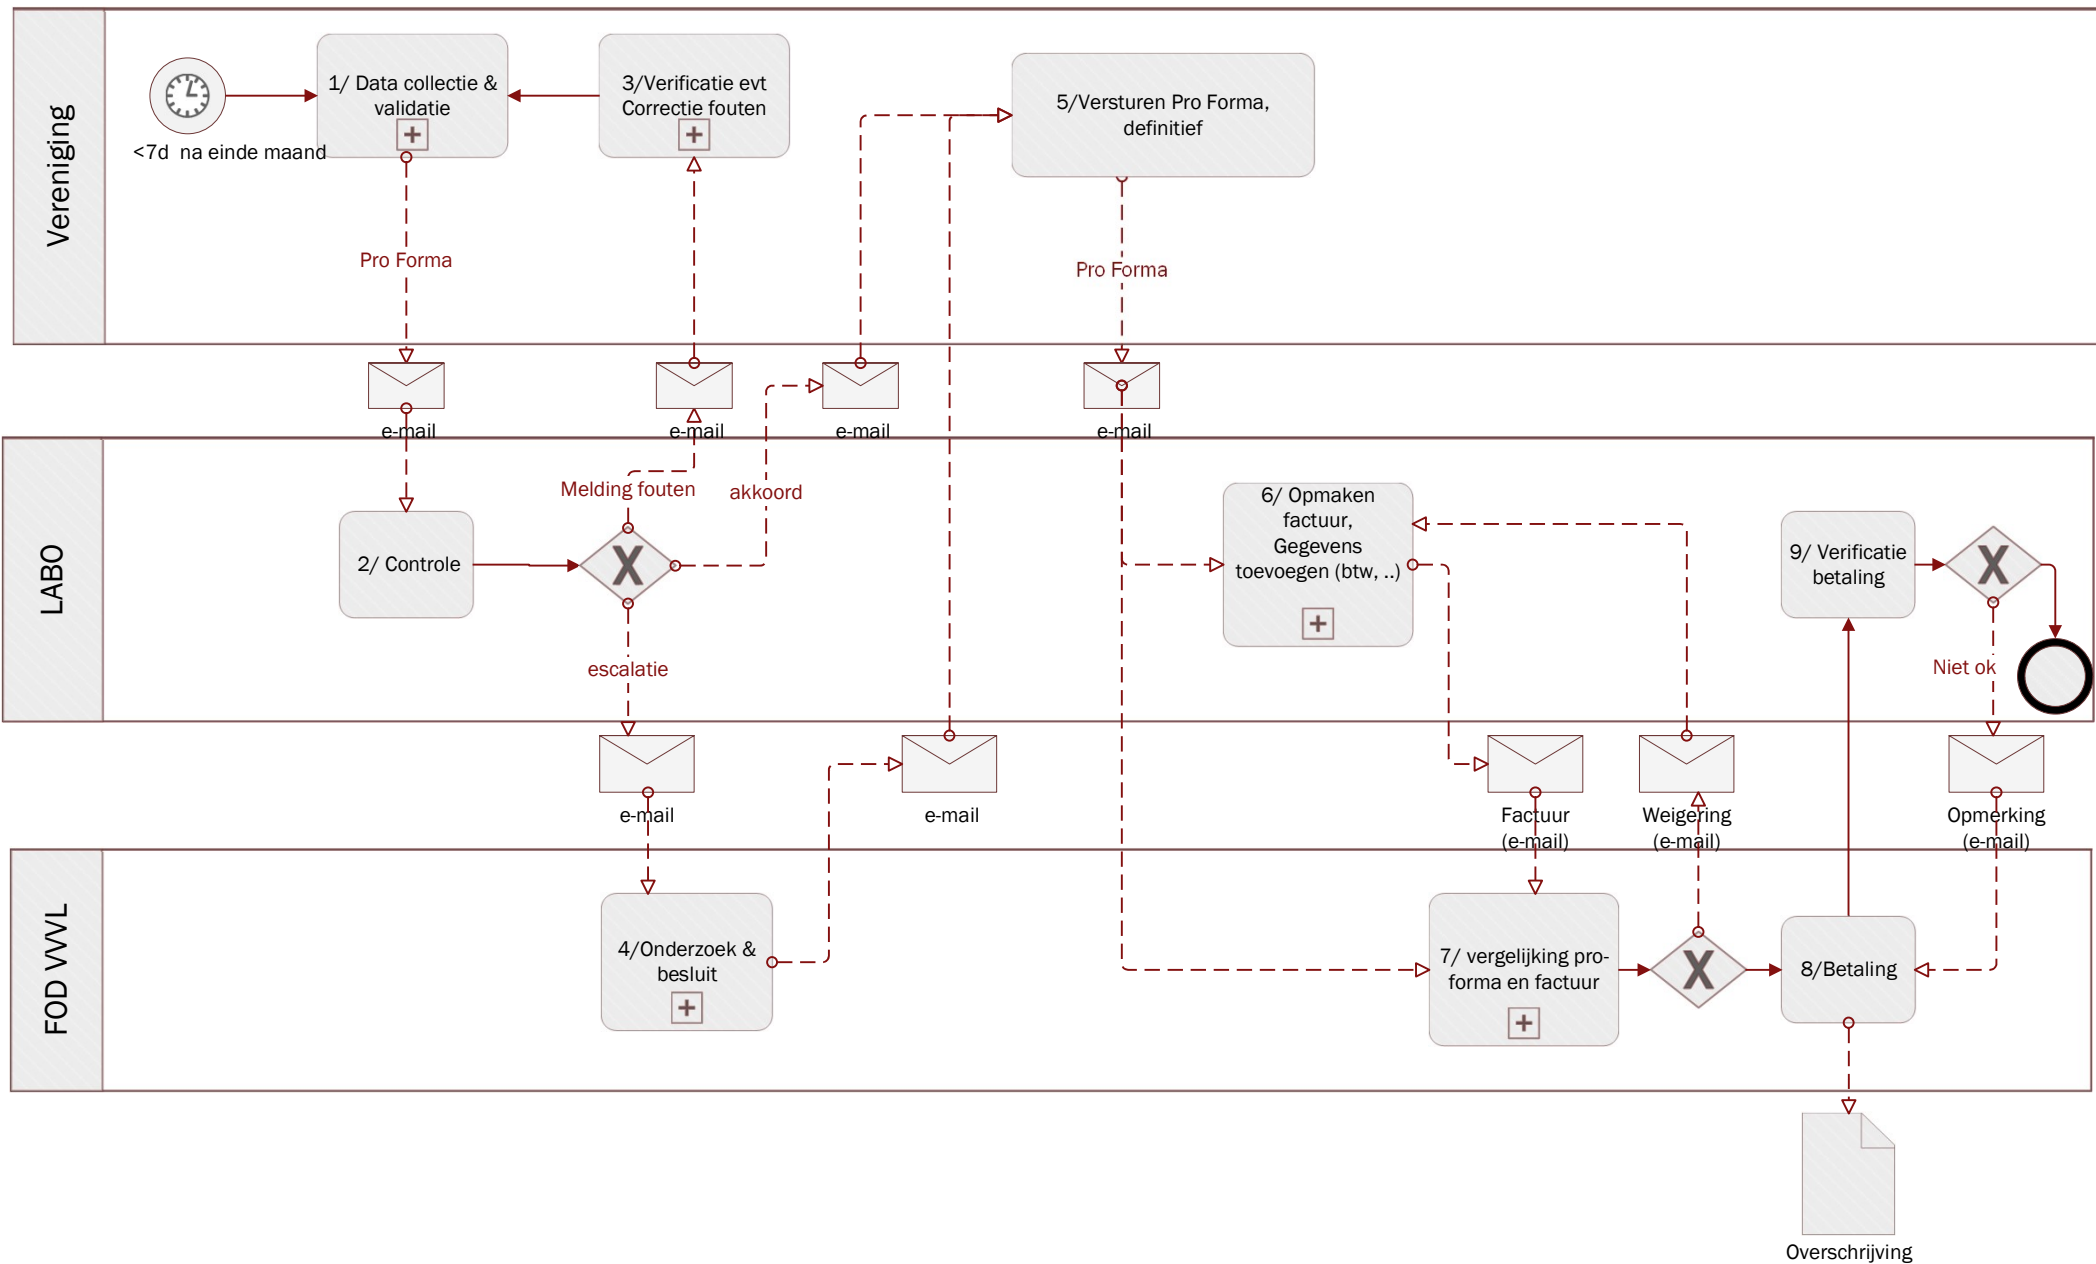 Vereniging
1/ Data collectie &
validatie
3/Verificatie evt
Correctie fouten
5/Versturen Pro Forma,
definitief
<7d  na einde maand
Pro Forma
Pro Forma
e-mail
e-mail
e-mail
e-mail
LABO
2/ Controle
Melding fouten
akkoord
escalatie
X
6/ Opmaken
factuur,
Gegevens
toevoegen (btw, ..)
9/ Verificatie
betaling
X
Niet ok
e-mail
e-mail
Factuur
(e-mail)
Weigering
(e-mail)
Opmerking
(e-mail)
FOD VVVL
4/Onderzoek &
besluit
7/ vergelijking pro-
forma en factuur
X
8/Betaling
Overschrijving